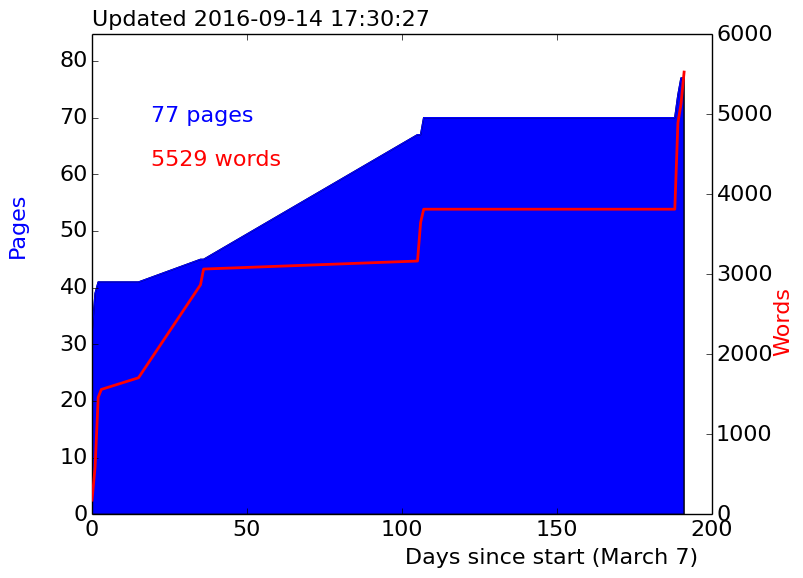 Updated 2016-09-14 17:30:27
77 pages
5529 words
Pages
80
70
60
50
40
30
20
10
0
6000
5000
4000
3000
2000
1000
0
Words
0 50 100 150 200
Days since start (March 7)